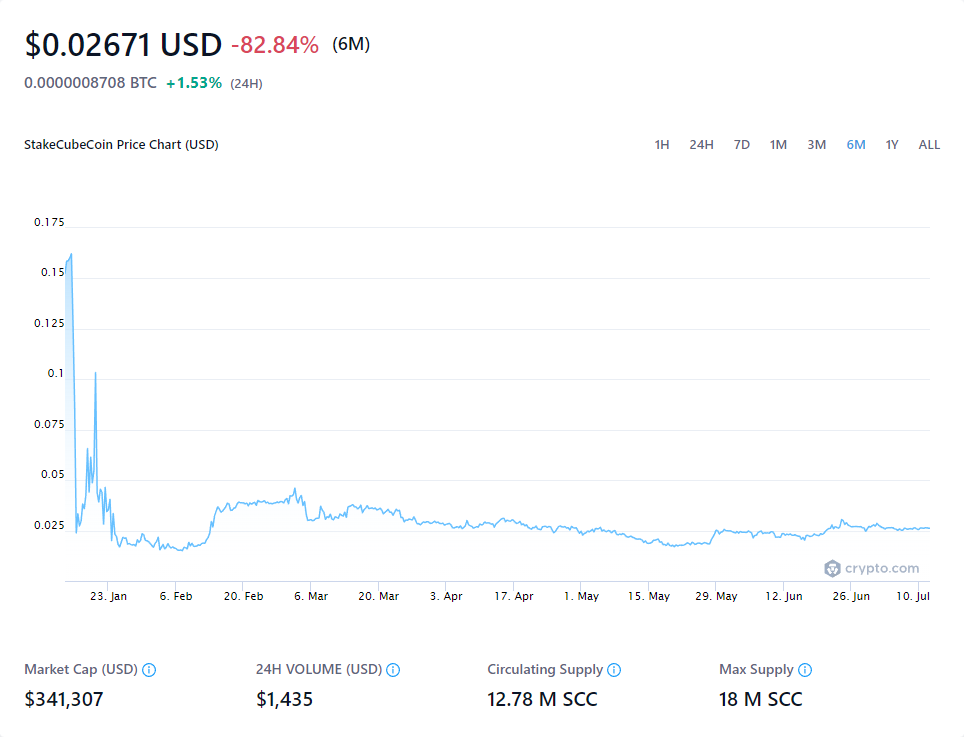 $0.02671 USD -82.84% (6M)
0.0000008708 BTC +1.53% (24H)
StakeCubeCoin Price Chart (USD) 1H 24H 7D 1M 3M 6M 1Y ALL
0.175
0.15
0.125
0.1
0.075
0.05
0.025
crypto.com
23. Jan 6. Feb 20. Feb 6. Mar 20. Mar 3. Apr 17. Apr 1. May 15. May 29. May 12. Jun 26. Jun 10. Jul
Market Cap (USD) 24H VOLUME (USD) Circulating Supply Max Supply
$341,307 $1,435 12.78 M SCC 18 M SCC